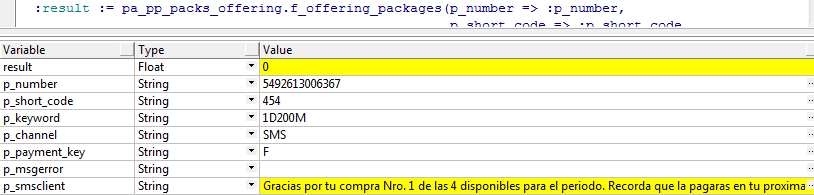 :result := pa_pp_packs_offering.f_offering_packages(p_number => :p_number,
p_short_code => :p_short_code
Variable Type Value
result Float 0
p_number String 5492613006367
p_short_code String 454
p_keyword String 1D200M
p_channel String SMS
p_payment_key String F
p_msgerror String
p_smsclient String Gracias por tu compra Nro. 1 de las 4 disponibles para el periodo. Recorda que la pagaras en tu proxima